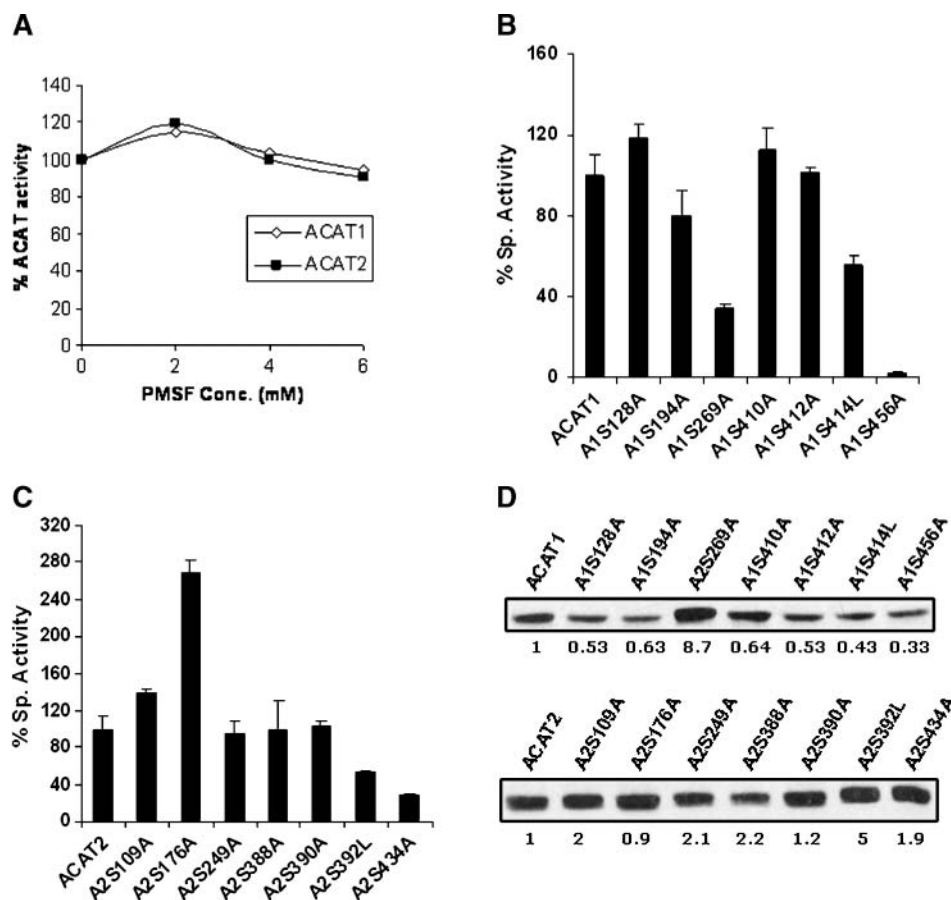 A
140
120
100
80
60
40
20
0
% ACAT activity
ACAT1
ACAT2
0 2 4 6
PMSF Conc. (mM)
B
160
120
80
40
0
% Sp. Activity
ACAT1
A1S128A
A1S194A
A1S269A
A1S410A
A1S412A
A1S414L
A1S456A
C
320
280
240
200
160
120
80
40
0
% Sp. Activity
ACAT2
A2S109A
A2S176A
A2S249A
A2S388A
A2S390A
A2S392L
A2S434A
D
ACAT1
A1S128A
A1S194A
A2S269A
A1S410A
A1S412A
A1S414L
A1S456A
1 0.53 0.63 8.7 0.64 0.53 0.43 0.33
ACAT2
A2S109A
A2S176A
A2S249A
A2S388A
A2S390A
A2S392L
A2S434A
1 2 0.9 2.1 2.2 1.2 5 1.9